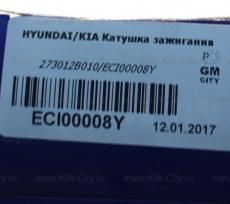 HYUNDAI/KIA Катушка зажигания
273012B010/ECI00008Y
GM
CITY
ECI00008Y
12.01.2017
www.KIA-City.ru